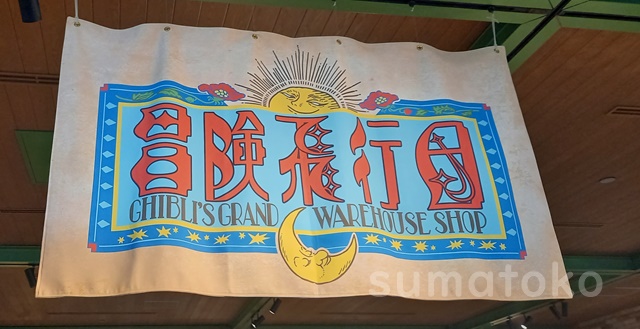 冒険飛行団
GHIBLI'S GRAND WAREHOUSE SHOP
sumatoko